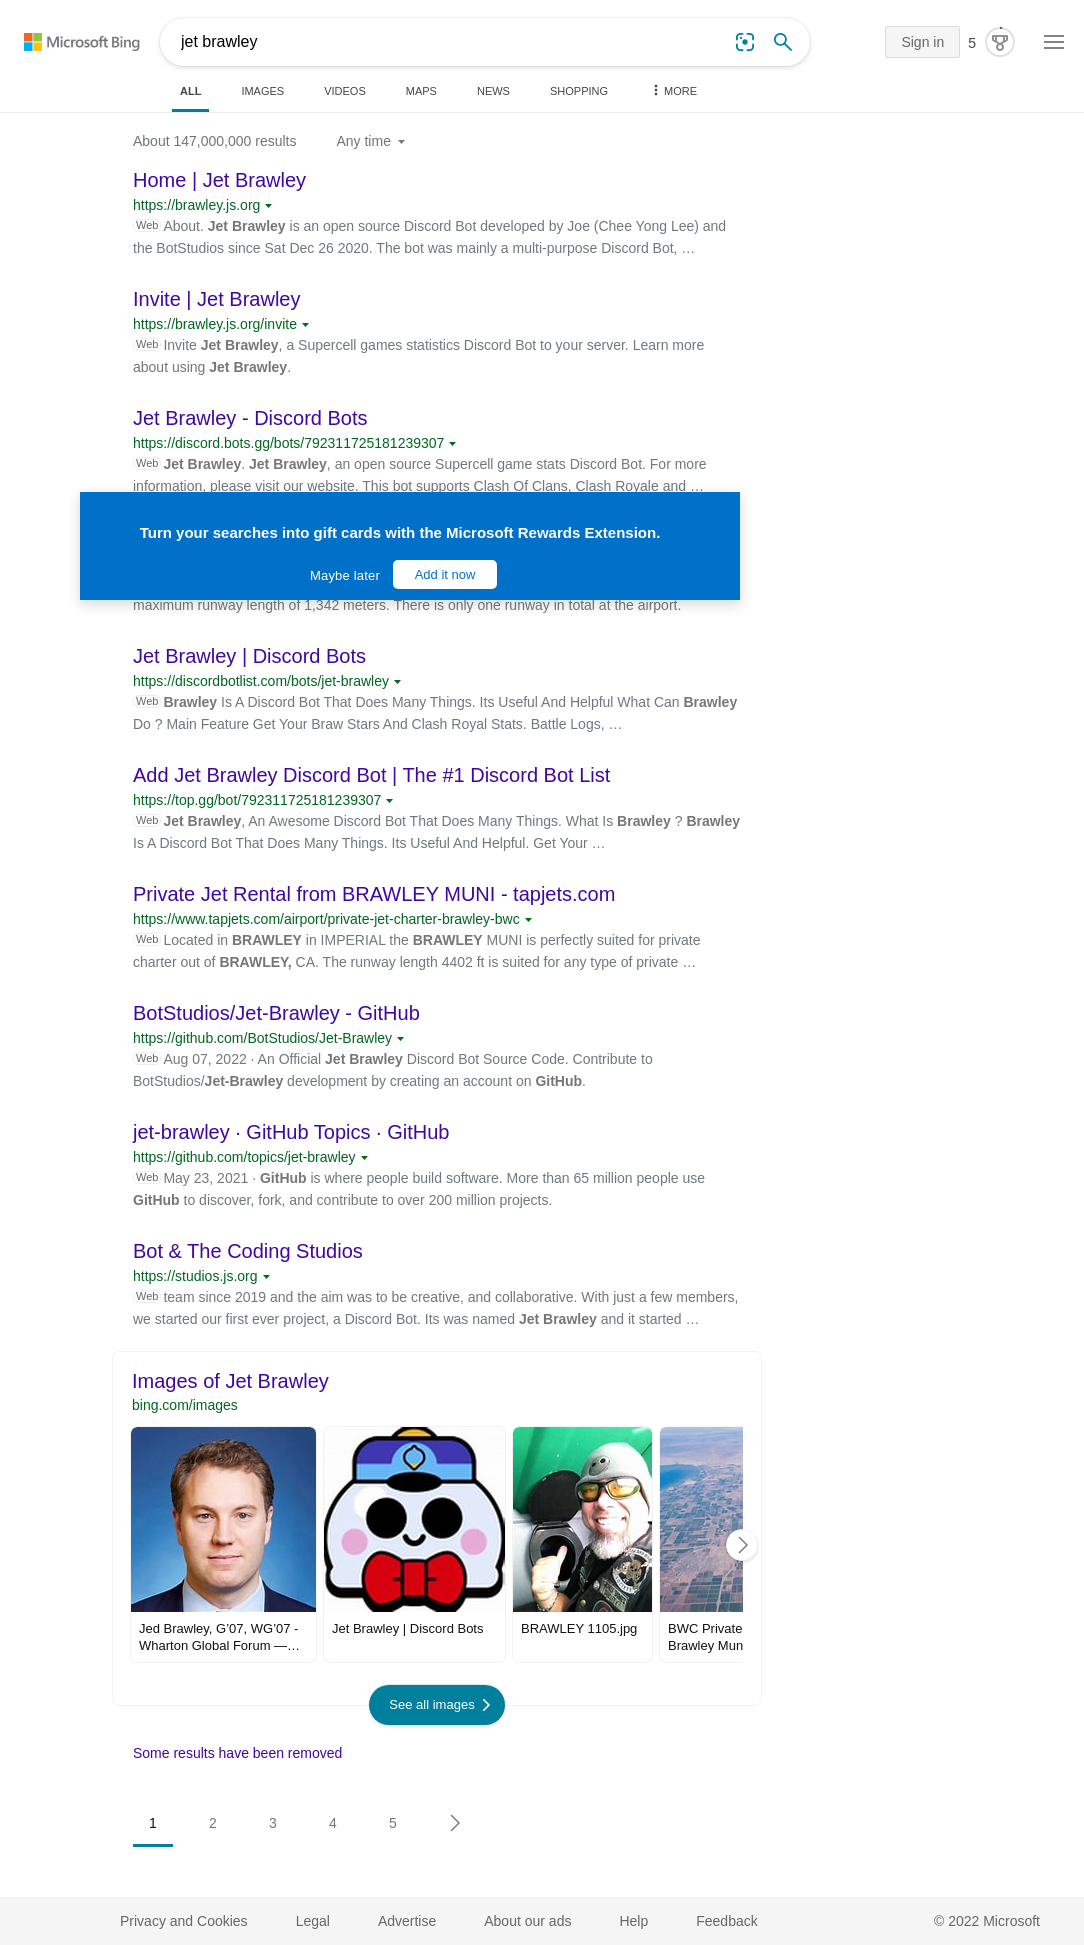 Microsoft Bing
jet brawley
Sign in
5
ALL
IMAGES
VIDEOS
MAPS
NEWS
SHOPPING
MORE
About 147,000,000 results
Any time
Home | Jet Brawley
https://brawley.js.org
Web About. Jet Brawley is an open source Discord Bot developed by Joe (Chee Yong Lee) and
the BotStudios since Sat Dec 26 2020. The bot was mainly a multi-purpose Discord Bot, …
Invite | Jet Brawley
https://brawley.js.org/invite
Web Invite Jet Brawley, a Supercell games statistics Discord Bot to your server. Learn more
about using Jet Brawley.
Jet Brawley - Discord Bots
https://discord.bots.gg/bots/792311725181239307
Web Jet Brawley. Jet Brawley, an open source Supercell game stats Discord Bot. For more
information, please visit our website. This bot supports Clash Of Clans, Clash Royale and …
Turn your searches into gift cards with the Microsoft Rewards Extension.
Maybe later
Add it now
maximum runway length of 1,342 meters. There is only one runway in total at the airport.
Jet Brawley | Discord Bots
https://discordbotlist.com/bots/jet-brawley
Web Brawley Is A Discord Bot That Does Many Things. Its Useful And Helpful What Can Brawley
Do ? Main Feature Get Your Braw Stars And Clash Royal Stats. Battle Logs, …
Add Jet Brawley Discord Bot | The #1 Discord Bot List
https://top.gg/bot/792311725181239307
Web Jet Brawley, An Awesome Discord Bot That Does Many Things. What Is Brawley ? Brawley
Is A Discord Bot That Does Many Things. Its Useful And Helpful. Get Your …
Private Jet Rental from BRAWLEY MUNI - tapjets.com
https://www.tapjets.com/airport/private-jet-charter-brawley-bwc
Web Located in BRAWLEY in IMPERIAL the BRAWLEY MUNI is perfectly suited for private
charter out of BRAWLEY, CA. The runway length 4402 ft is suited for any type of private …
BotStudios/Jet-Brawley - GitHub
https://github.com/BotStudios/Jet-Brawley
Web Aug 07, 2022 · An Official Jet Brawley Discord Bot Source Code. Contribute to
BotStudios/Jet-Brawley development by creating an account on GitHub.
jet-brawley · GitHub Topics · GitHub
https://github.com/topics/jet-brawley
Web May 23, 2021 · GitHub is where people build software. More than 65 million people use
GitHub to discover, fork, and contribute to over 200 million projects.
Bot & The Coding Studios
https://studios.js.org
Web team since 2019 and the aim was to be creative, and collaborative. With just a few members,
we started our first ever project, a Discord Bot. Its was named Jet Brawley and it started …
Images of Jet Brawley
bing.com/images
Jed Brawley, G’07, WG’07 -
Wharton Global Forum —…
Jet Brawley | Discord Bots
BRAWLEY 1105.jpg
BWC Private
Brawley Mun
See all images
Some results have been removed
1
2
3
4
5
Privacy and Cookies
Legal
Advertise
About our ads
Help
Feedback
© 2022 Microsoft